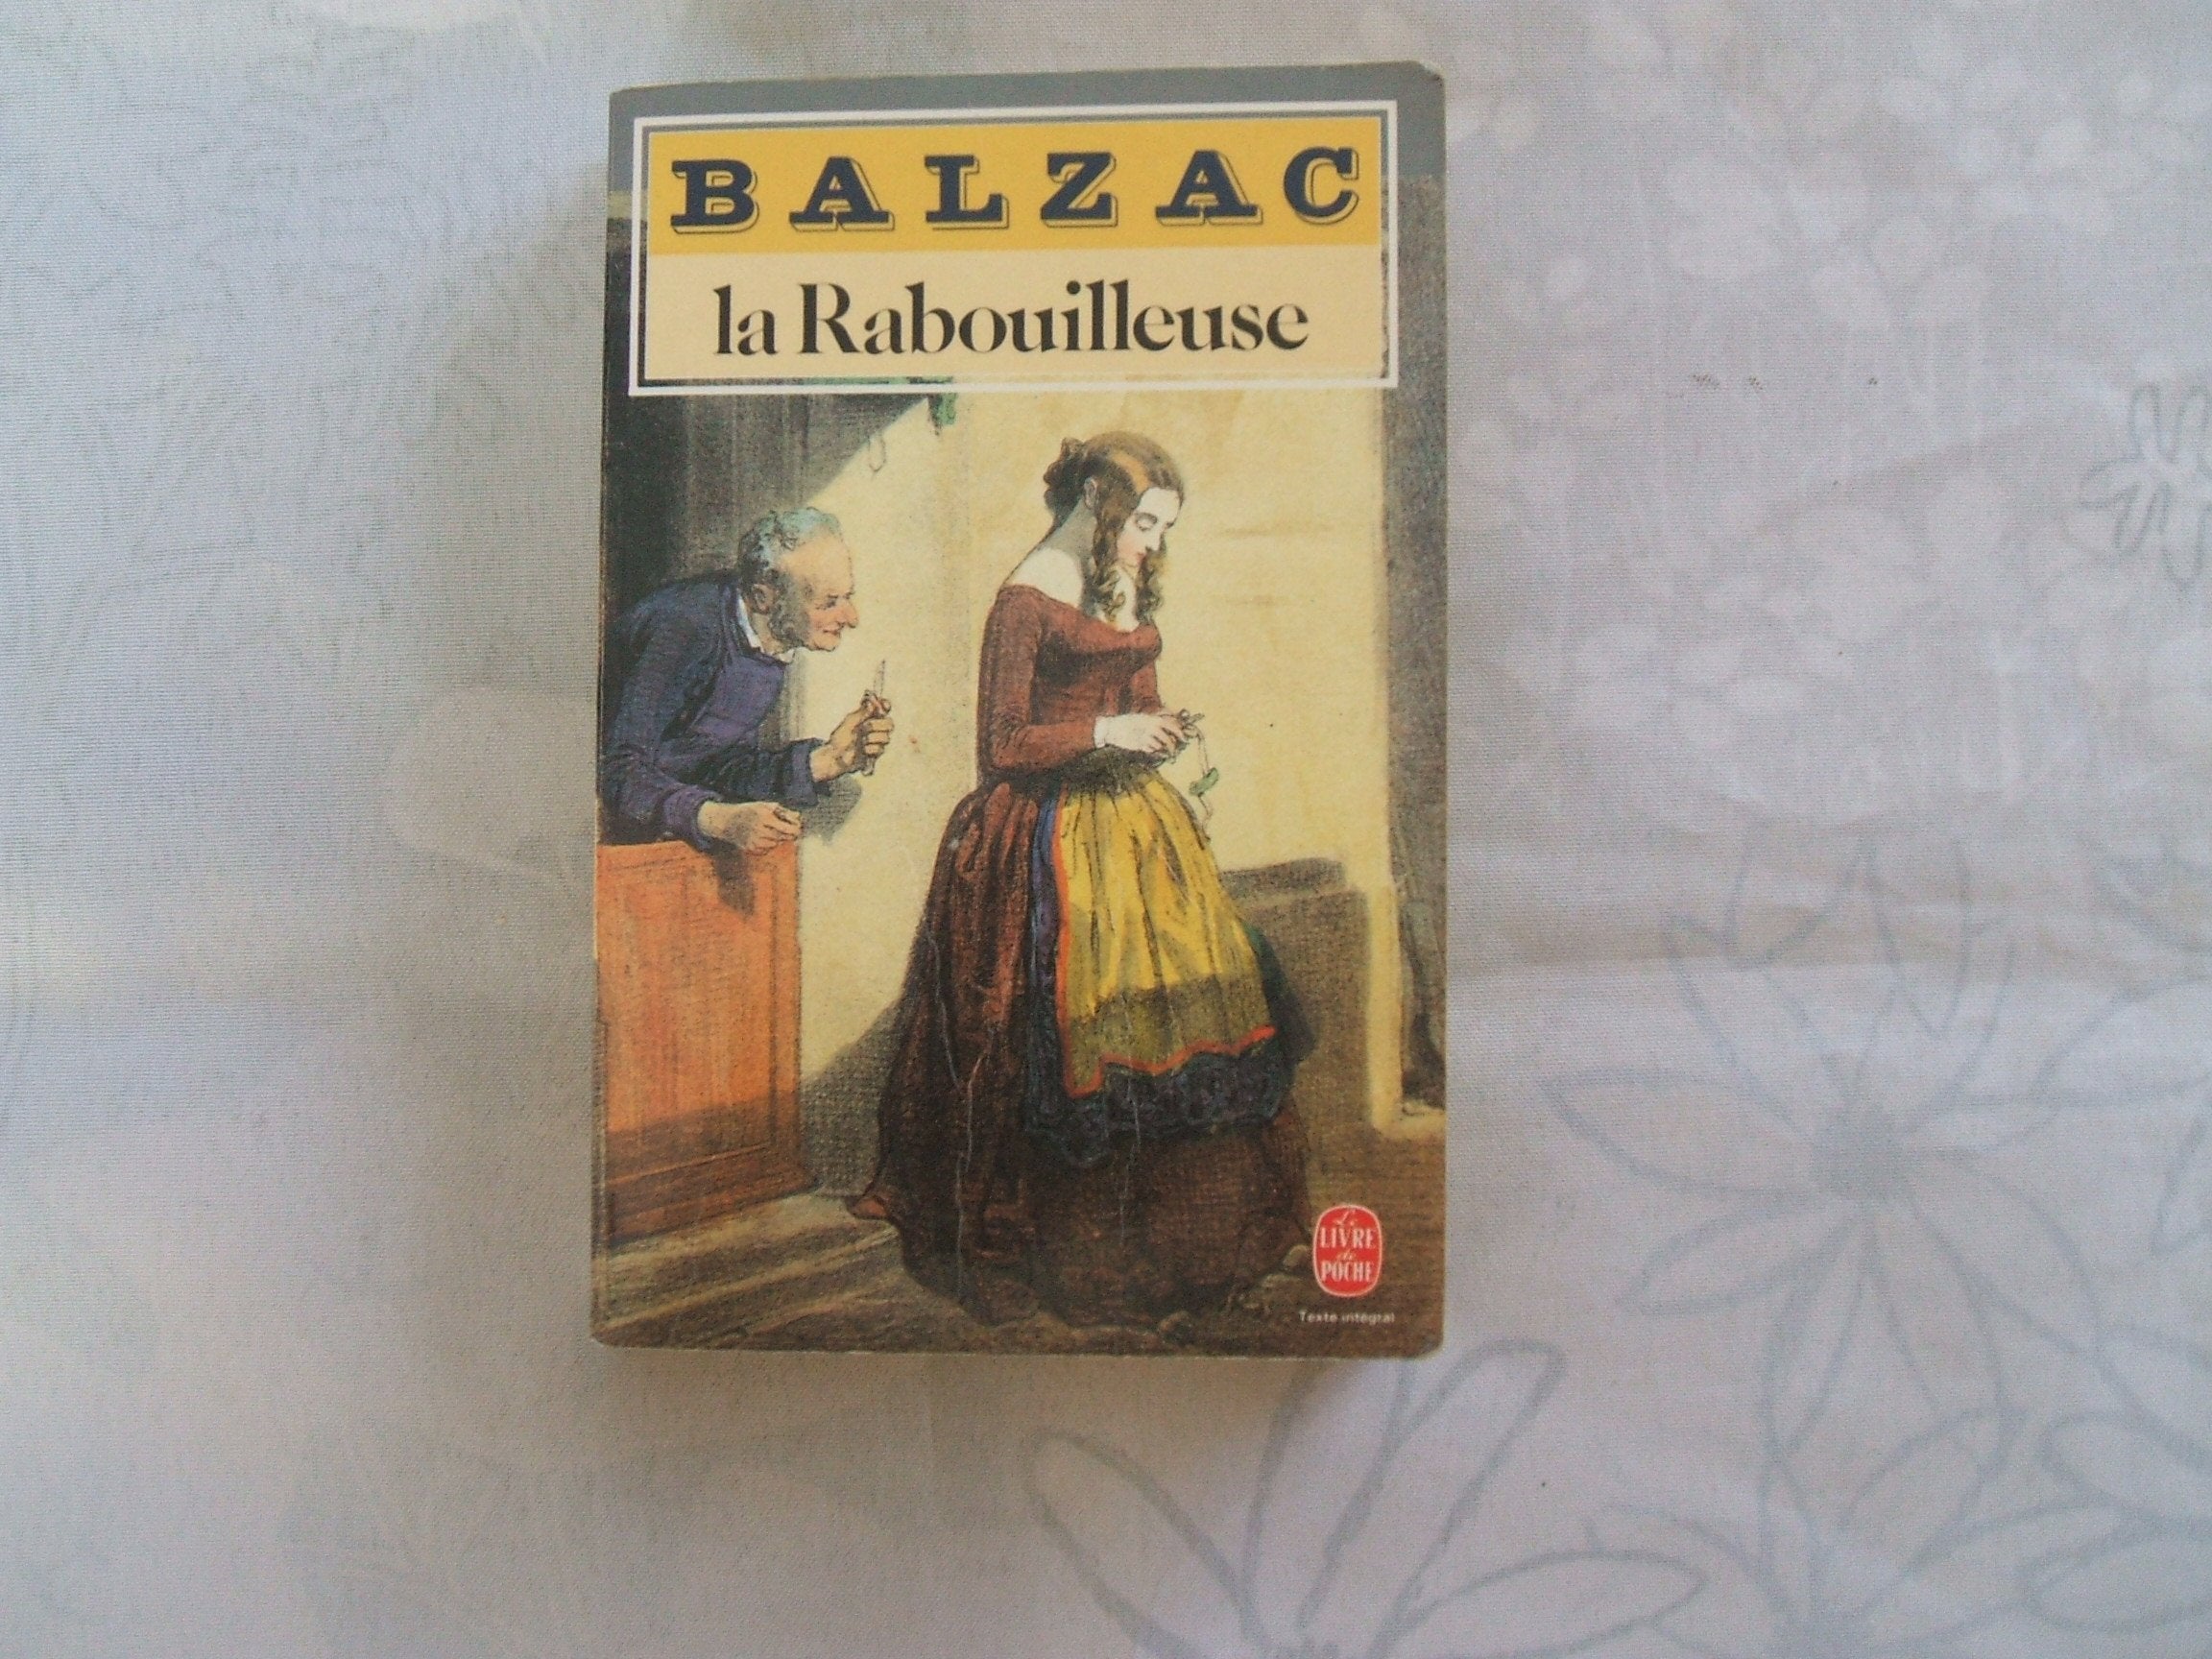 BALZAC
la Rabouilleuse
Le
LIVRE
de
POCHE
Texte intégral